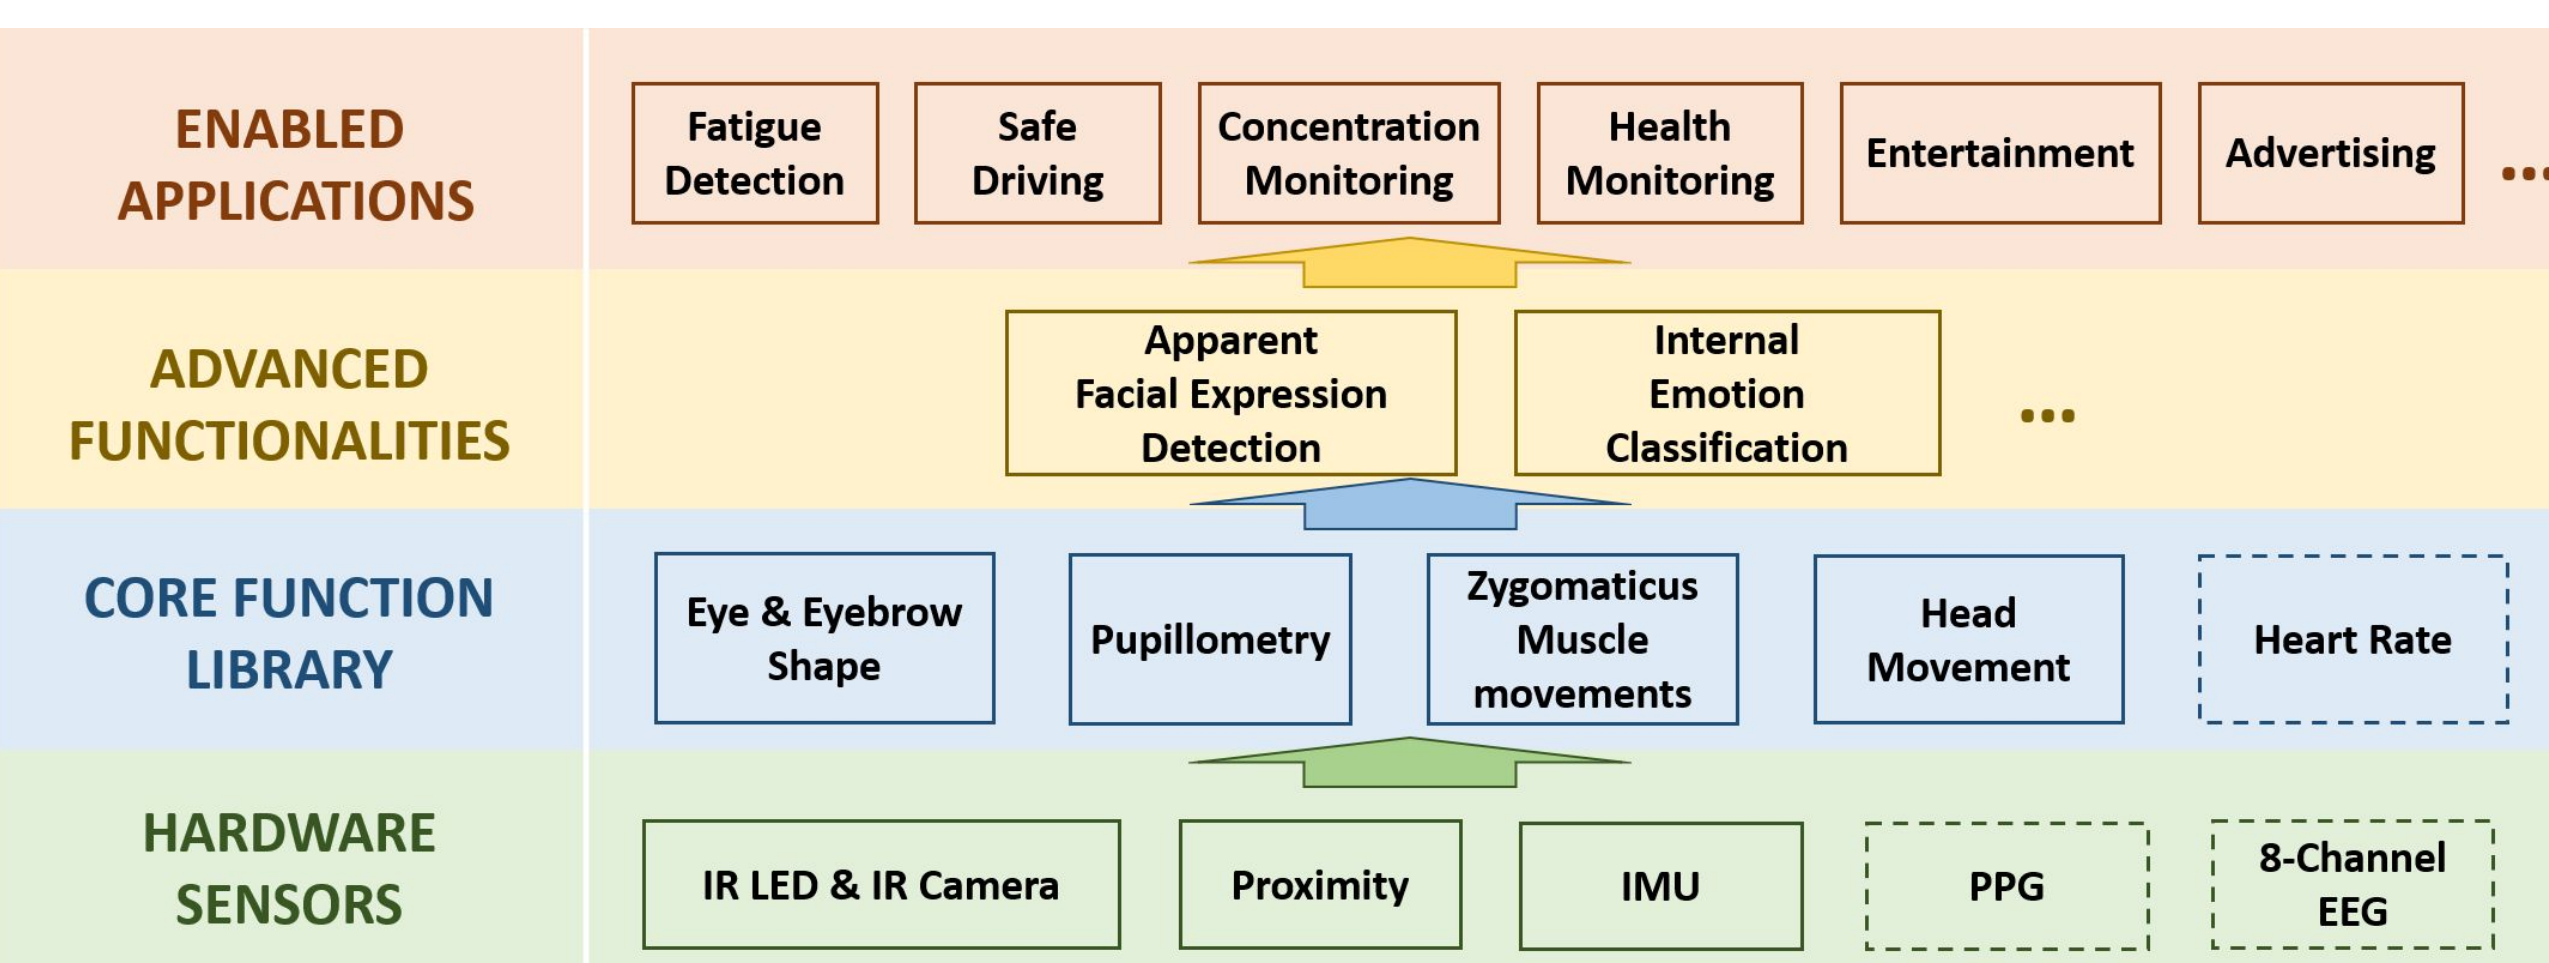 ENABLED
APPLICATIONS
Fatigue
Detection
Safe
Driving
Concentration
Monitoring
Health
Monitoring
Entertainment
Advertising
...
ADVANCED
FUNCTIONALITIES
Apparent
Facial Expression
Detection
Internal
Emotion
Classification
...
CORE FUNCTION
LIBRARY
Eye & Eyebrow
Shape
Pupillometry
Zygomaticus
Muscle
movements
Head
Movement
Heart Rate
HARDWARE
SENSORS
IR LED & IR Camera
Proximity
IMU
PPG
8-Channel
EEG